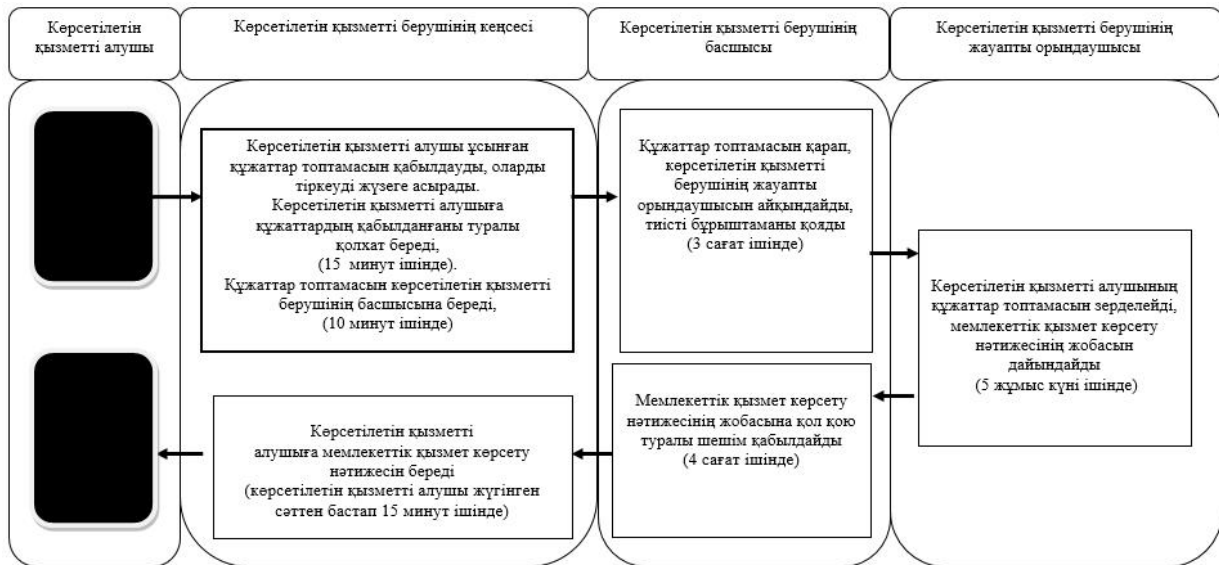 Көрсетілетін
қызметті алушы
Көрсетілетін қызметті берушінің кеңсесі
Көрсетілетін қызметті берушінің
басшысы
Көрсетілетін қызметті берушінің
жауапты орындаушысы
Көрсетілетін қызметті алушы ұсынған
құжаттар топтамасын қабылдауды, оларды
тіркеуді жүзеге асырады.
Көрсетілетін қызметті алушыға
құжаттардың қабылданғаны туралы
қолхат береді,
(15 минут ішінде).
Құжаттар топтамасын көрсетілетін қызметті
берушінің басшысына береді,
(10 минут ішінде)
Құжаттар топтамасын қарап,
көрсетілетін қызметті
берушінің жауапты
орындаушысын айқындайды,
тиісті бұрыштаманы қояды
(3 сағат ішінде)
Көрсетілетін қызметті алушының
құжаттар топтамасын зерделейді,
мемлекеттік қызмет көрсету
нәтижесінің жобасын
дайындайды
(5 жұмыс күні ішінде)
Мемлекеттік қызмет көрсету
нәтижесінің жобасына қол қою
туралы шешім қабылдайды
(4 сағат ішінде)
Көрсетілетін қызметті
алушыға мемлекеттік қызмет көрсету
нәтижесін береді
(көрсетілетін қызметті алушы жүгінген
сәттен бастап 15 минут ішінде)